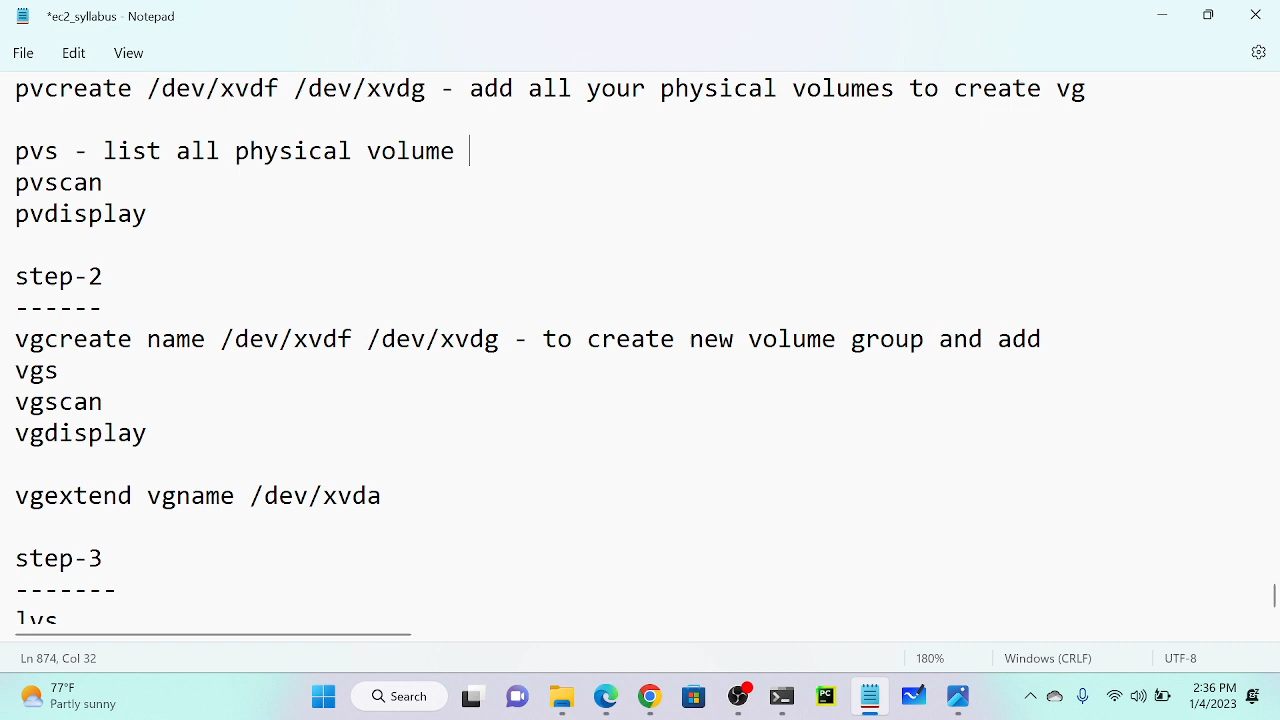 *ec2_syllabus - Notepad
File Edit View
pvcreate /dev/xvdf /dev/xvdg - add all your physical volumes to create vg
pvs - list all physical volume
pvscan
pvdisplay
step-2
------
vgcreate name /dev/xvdf /dev/xvdg - to create new volume group and add
vgs
vgscan
vgdisplay
vgextend vgname /dev/xvda
step-3
-------
lvs
Ln 874, Col 32 180% Windows (CRLF) UTF-8
77°F
Partly sunny
Search
PC
2:36 PM
1/4/2023